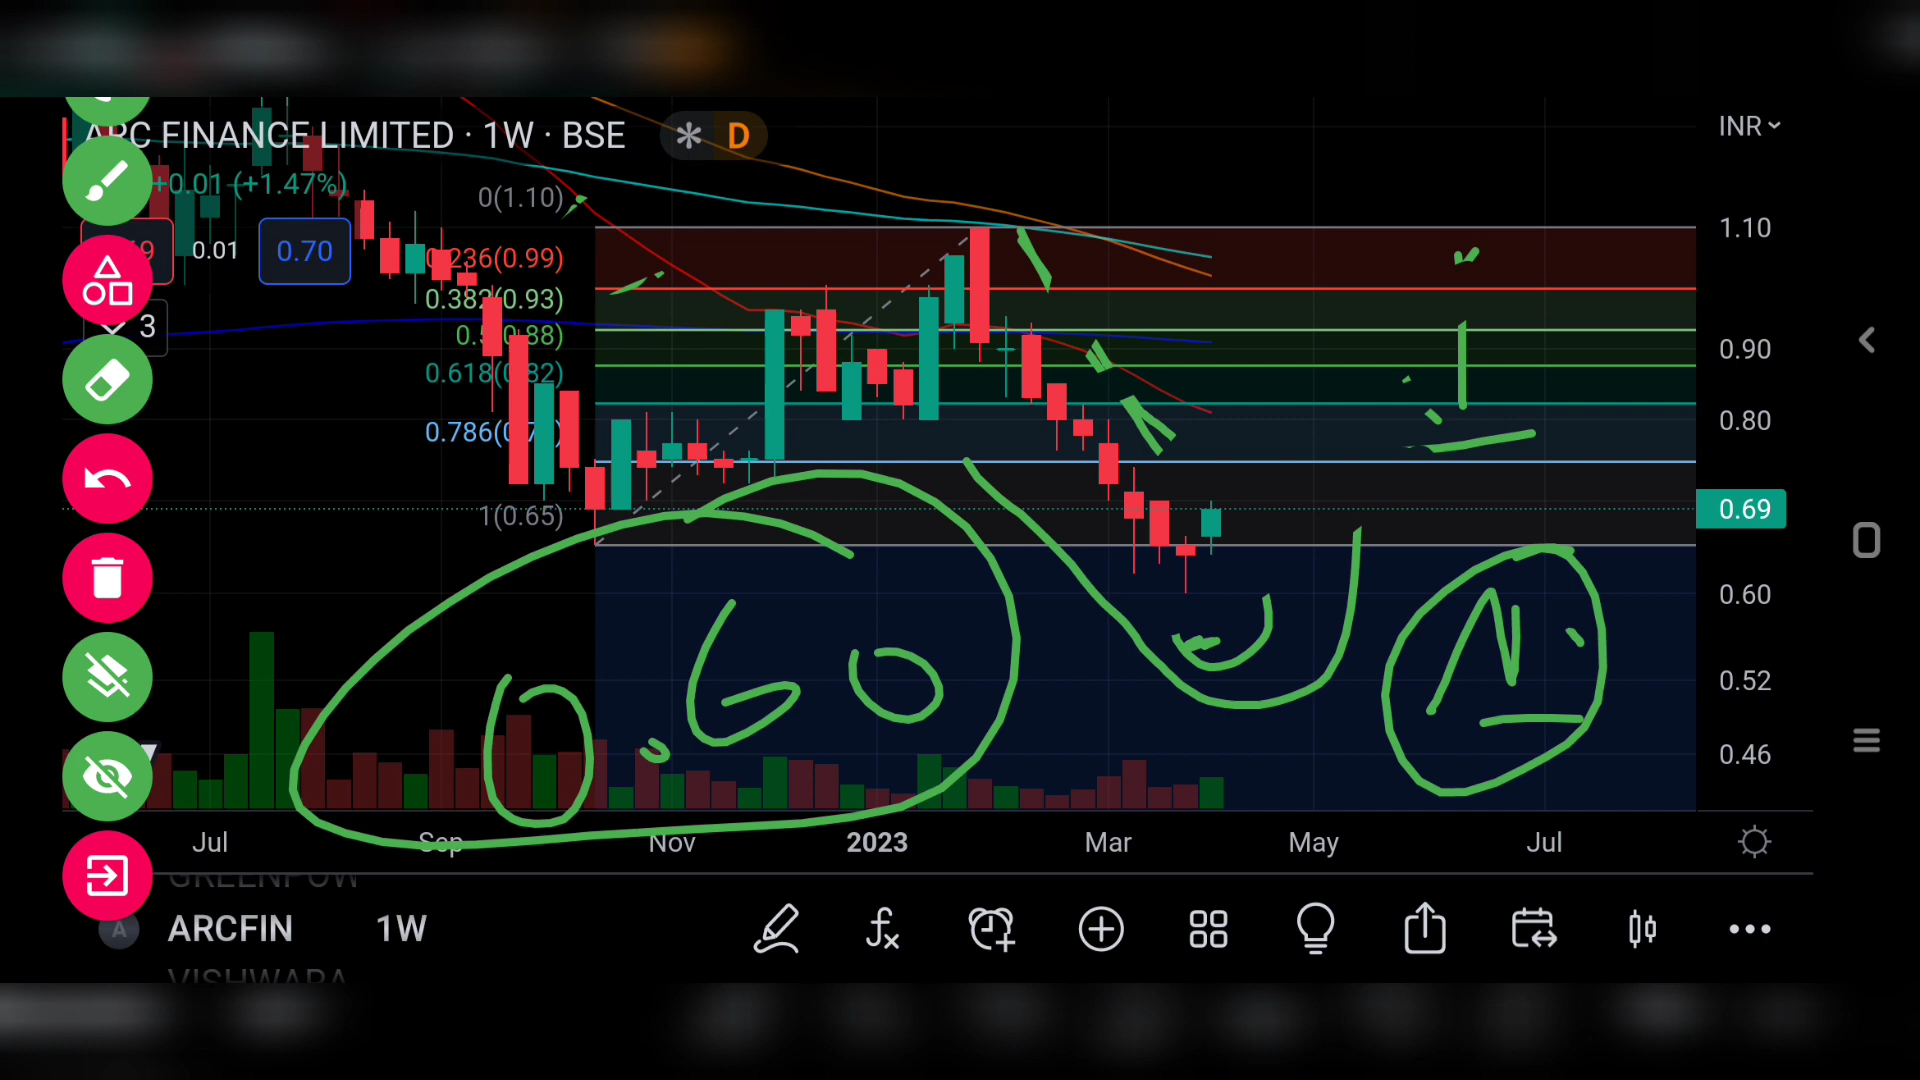 ARC FINANCE LIMITED · 1W · BSE
D
INR
+0.01 (+1.47%)
0(1.10)
1.10
0.01
0.70
0.236(0.99)
0.382(0.93)
3
0.618(0.82)
0.90
0.80
1(0.65)
0.69
0.60
0.60
0.52
0.46
Jul
Sep
Nov
2023
Mar
May
Jul
GREENPOW
A
ARCFIN
1W
VISHWARA